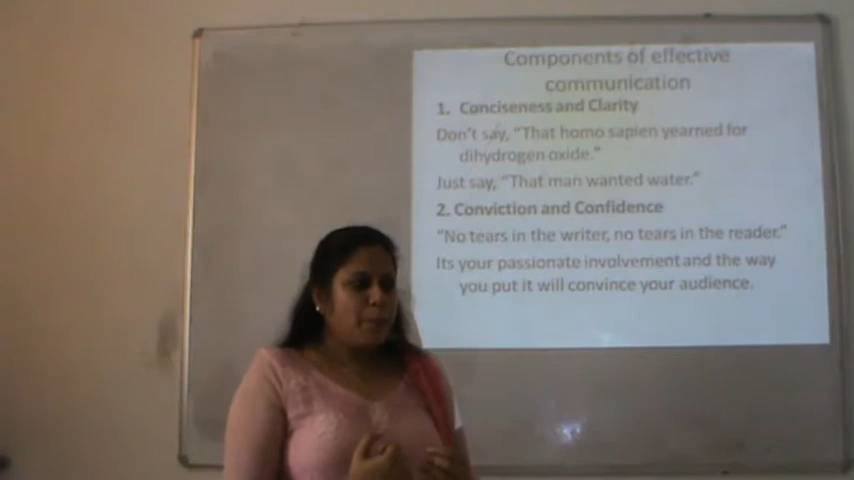 Components of effective
communication
1. Conciseness and Clarity
Don't say, "That homo sapien yearned for
dihydrogen oxide."
Just say, "That man wanted water."
2. Conviction and Confidence
"No tears in the writer, no tears in the reader."
Its your passionate involvement and the way
you put it will convince your audience.